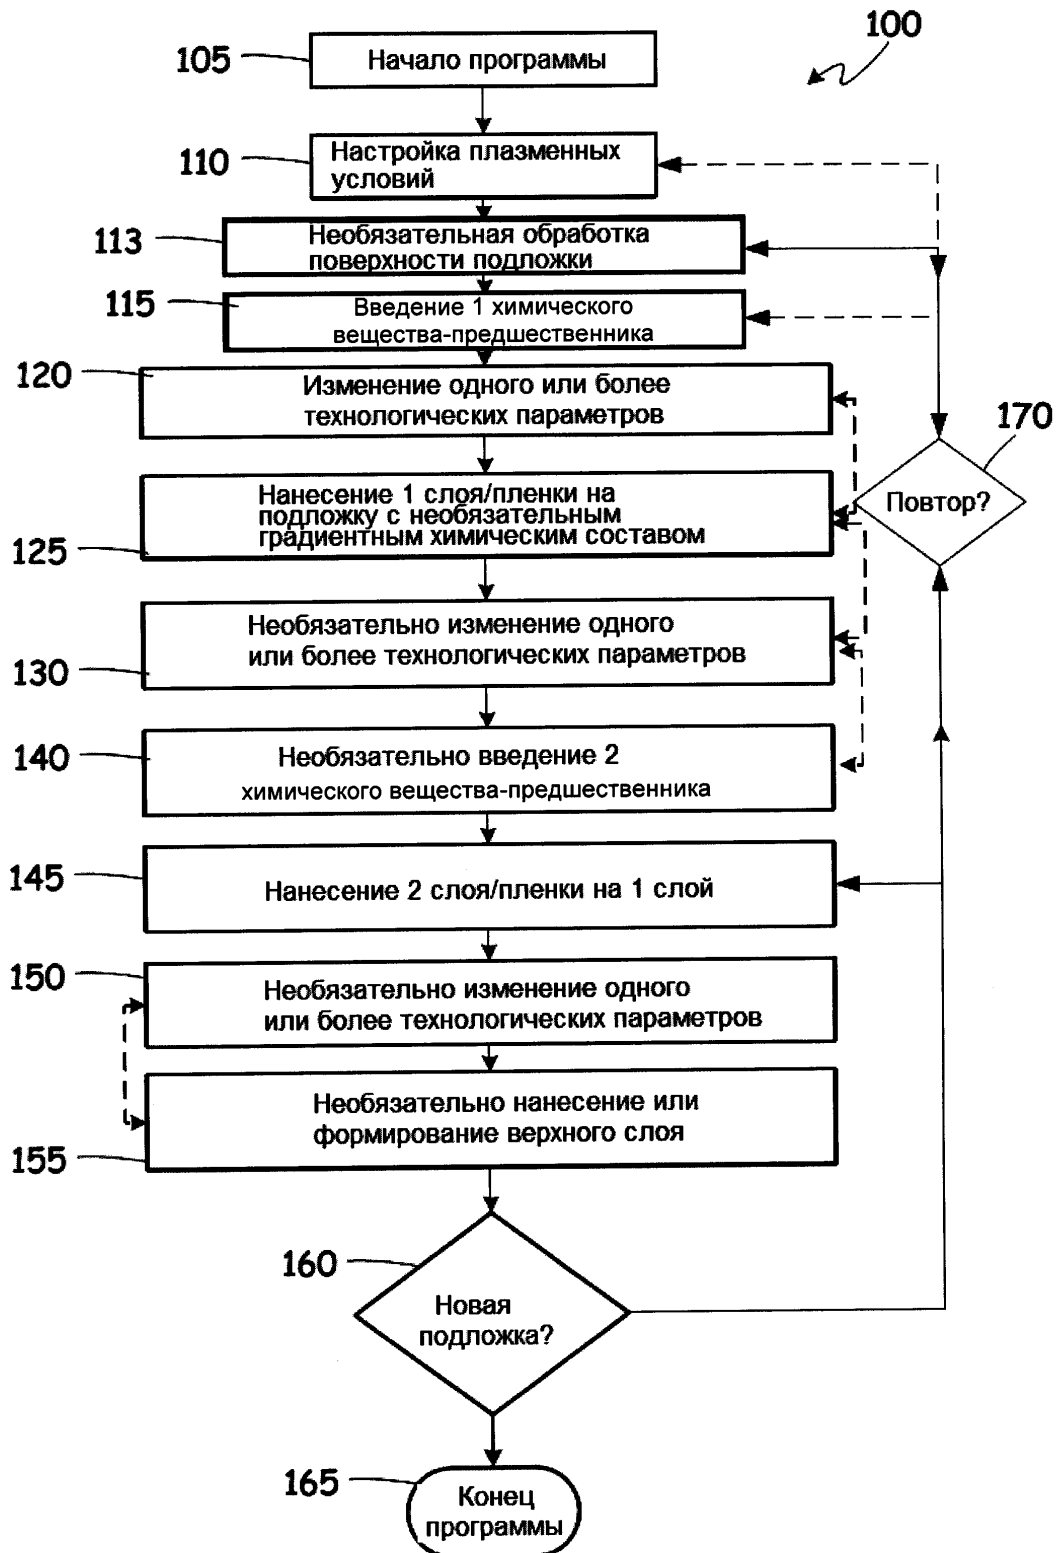 100
105
Начало программы
110
Настройка плазменных
условий
113
Необязательная обработка
поверхности подложки
115
Введение 1 химического
вещества-предшественника
120
Изменение одного или более
технологических параметров
170
Повтор?
125
Нанесение 1 слоя/пленки на
подложку с необязательным
градиентным химическим составом
130
Необязательно изменение одного
или более технологических параметров
140
Необязательно введение 2
химического вещества-предшественника
145
Нанесение 2 слоя/пленки на 1 слой
150
Необязательно изменение одного
или более технологических параметров
155
Необязательно нанесение или
формирование верхного слоя
160
Новая
подложка?
165
Конец
программы